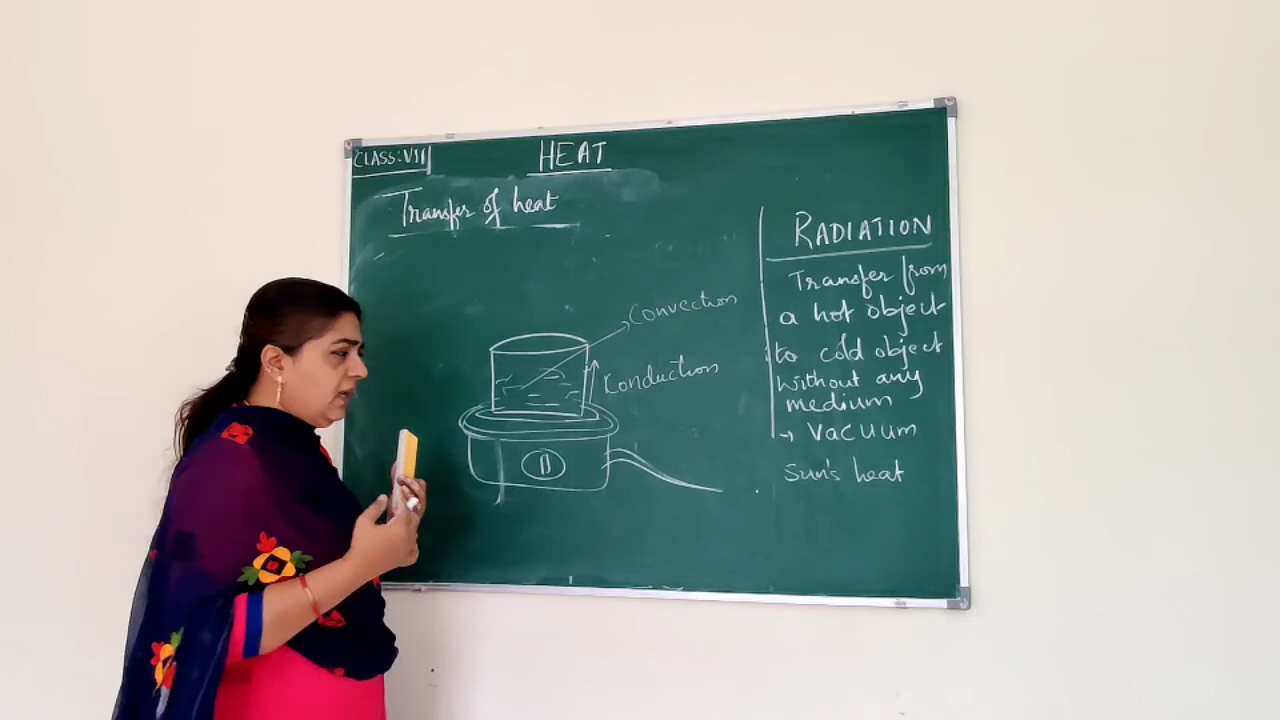 CLASS:VII
HEAT
Transfer of heat
Convection
Conduction
RADIATION
Transfer from
a hot object
to cold object
without any
medium
→ Vacuum
Sun's heat